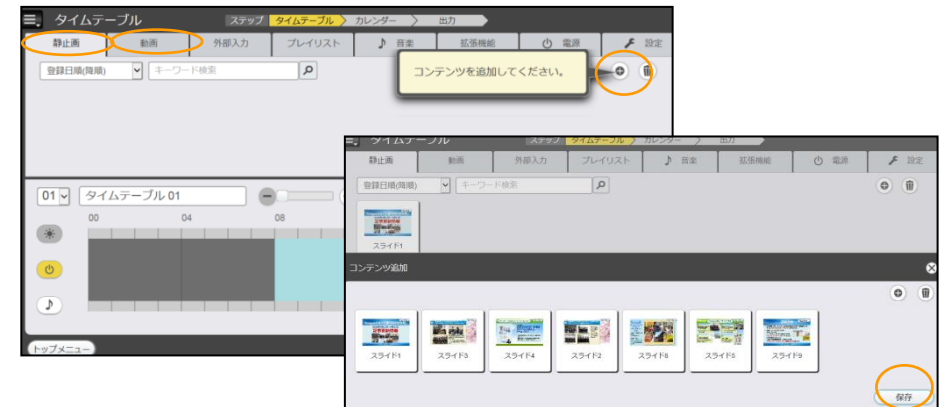 タイムテーブル ステップ タイムテーブル カレンダー 出力
静止画 動画 外部入力 プレイリスト 音楽 拡張機能 電源 設定
登録日順(降順) キーワード検索
コンテンツを追加してください。
01 タイムテーブル 01
00 04 08
トップメニュー
タイムテーブル ステップ タイムテーブル カレンダー 出力
静止画 動画 外部入力 プレイリスト 音楽 拡張機能 電源 設定
登録日順(降順) キーワード検索
スライド1
コンテンツ追加
スライド1 スライド3 スライド4 スライド2 スライド6 スライド5 スライド9
保存